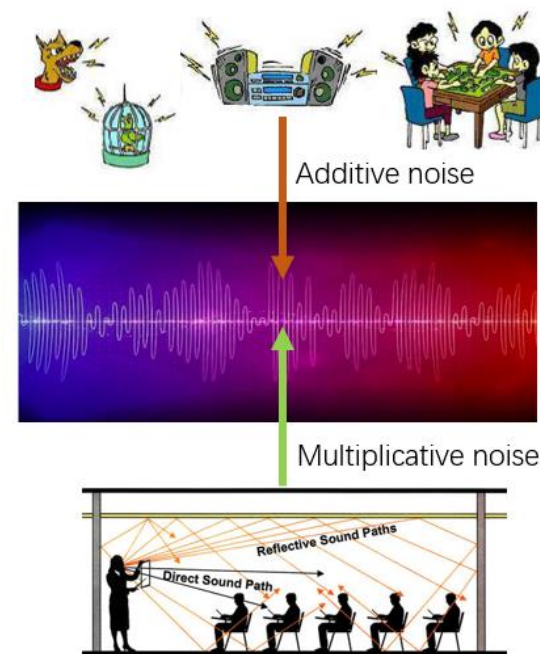 Additive noise
Multiplicative noise
Reflective Sound Paths
Direct Sound Path